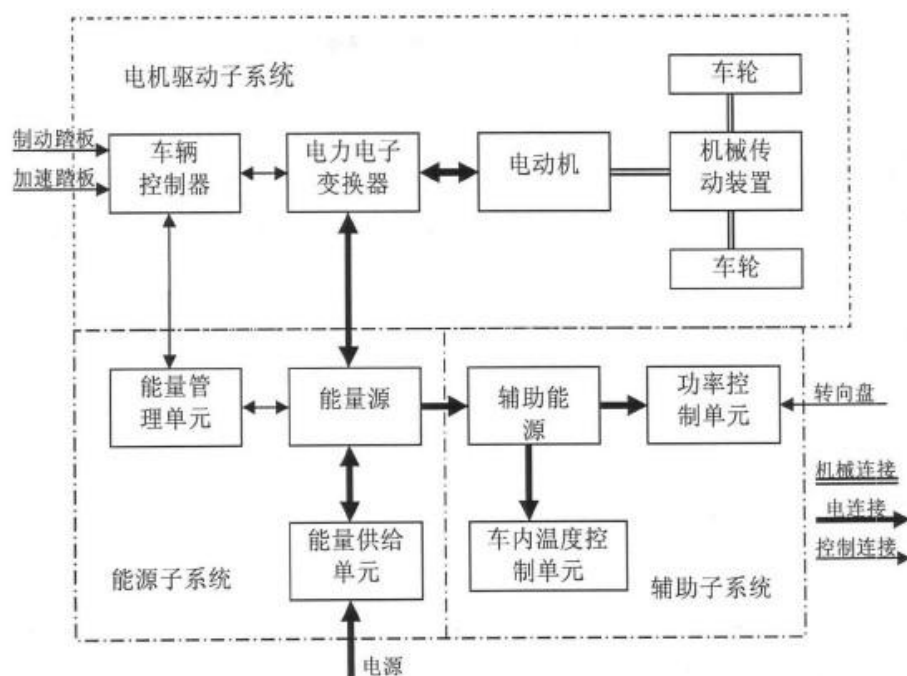 电机驱动子系统
车轮
制动踏板
加速踏板
车辆
控制器
电力电子
变换器
电动机
机械传
动装置
车轮
能量管
理单元
能量源
辅助能
源
功率控
制单元
转向盘
机械连接
电连接
控制连接
能量供给
单元
车内温度控
制单元
能源子系统
辅助子系统
电源